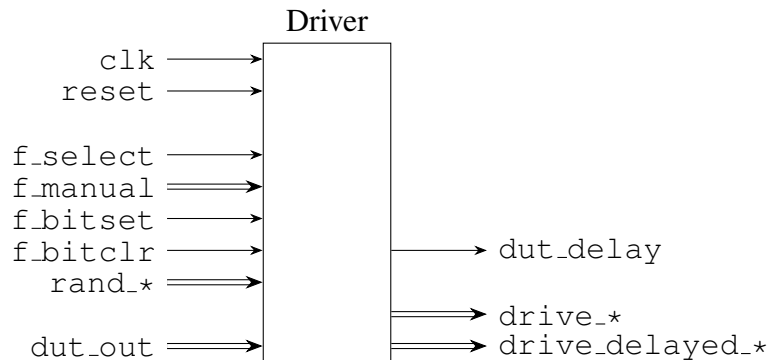 Driver
clk
reset
f_select
f_manual
f_bitset
f_bitclr
dut_delay
rand_*
drive_*
dut_out
drive_delayed_*